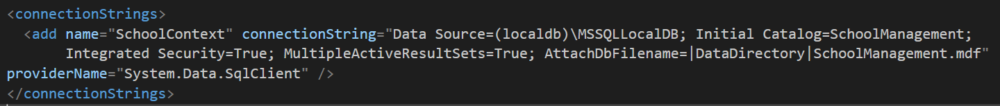 <connectionStrings>
<add name="SchoolContext" connectionString="Data Source=(localdb)\MSSQLLocalDB; Initial Catalog=SchoolManagement;
Integrated Security=True; MultipleActiveResultSets=True; AttachDbFilename=|DataDirectory|SchoolManagement.mdf"
providerName="System.Data.SqlClient" />
</connectionStrings>